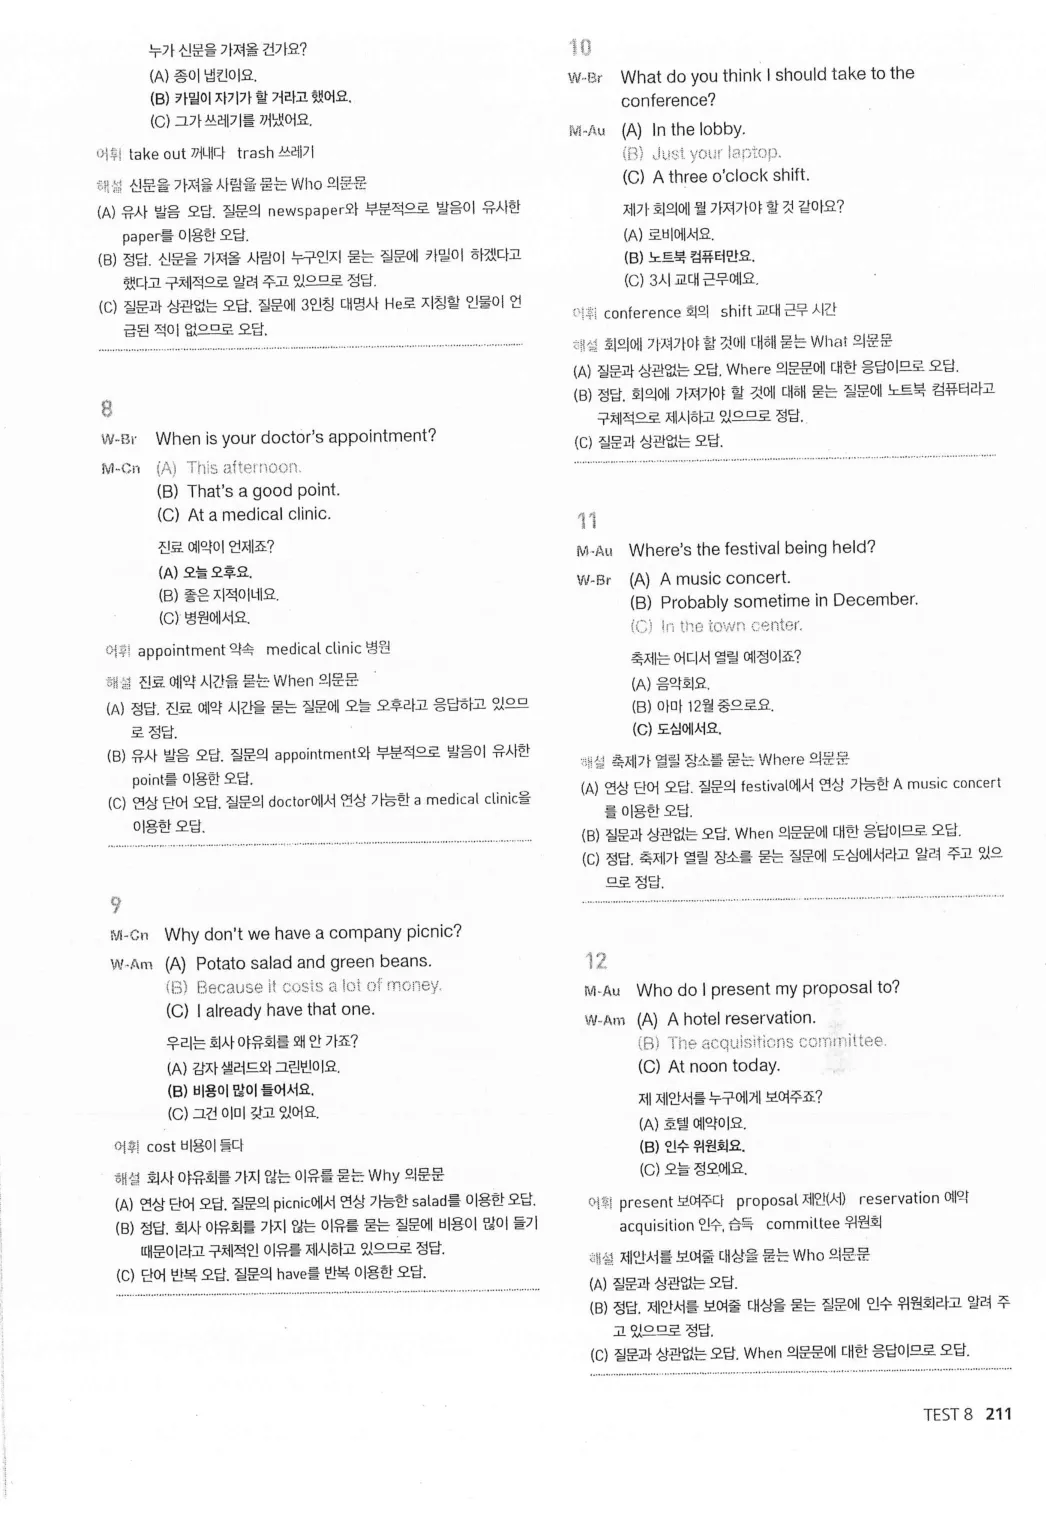 누가 신문을 가져올 건가요?
(A) 종이 냅킨이요.
(B) 카밀이 자기가 할 거라고 했어요.
(C) 그가 쓰레기를 꺼냈어요.
어휘 take out 꺼내다 trash 쓰레기
해설 신문을 가져올 사람을 묻는 Who 의문문
(A) 유사 발음 오답. 질문의 newspaper와 부분적으로 발음이 유사한
paper를 이용한 오답.
(B) 정답. 신문을 가져올 사람이 누구인지 묻는 질문에 카밀이 하겠다고
했다고 구체적으로 알려 주고 있으므로 정답.
(C) 질문과 상관없는 오답. 질문에 3인칭 대명사 He로 지칭할 인물이 언
급된 적이 없으므로 오답.
8
W-Br When is your doctor's appointment?
M-Cn (A) This afternoon.
(B) That's a good point.
(C) At a medical clinic.
진료 예약이 언제죠?
(A) 오늘 오후요.
(B) 좋은 지적이네요.
(C) 병원에서요.
어휘 appointment 약속 medical clinic 병원
해설 진료 예약 시간을 묻는 When 의문문
(A) 정답. 진료 예약 시간을 묻는 질문에 오늘 오후라고 응답하고 있으므
로 정답.
(B) 유사 발음 오답. 질문의 appointment와 부분적으로 발음이 유사한
point를 이용한 오답.
(C) 연상 단어 오답. 질문의 doctor에서 연상 가능한 a medical clinic을
이용한 오답.
9
M-Cn Why don't we have a company picnic?
W-Am (A) Potato salad and green beans.
(B) Because it costs a lot of money.
(C) I already have that one.
우리는 회사 야유회를 왜 안 가죠?
(A) 감자 샐러드와 그린빈이요.
(B) 비용이 많이 들어서요.
(C) 그건 이미 갖고 있어요.
어휘 cost 비용이 들다
해설 회사 야유회를 가지 않는 이유를 묻는 Why 의문문
(A) 연상 단어 오답. 질문의 picnic에서 연상 가능한 salad를 이용한 오답.
(B) 정답. 회사 야유회를 가지 않는 이유를 묻는 질문에 비용이 많이 들기
때문이라고 구체적인 이유를 제시하고 있으므로 정답.
(C) 단어 반복 오답. 질문의 have를 반복 이용한 오답.
10
W-Br What do you think I should take to the
conference?
M-Au (A) In the lobby.
(B) Just your laptop.
(C) A three o'clock shift.
제가 회의에 뭘 가져가야 할 것 같아요?
(A) 로비에서요.
(B) 노트북 컴퓨터만요.
(C) 3시 교대 근무예요.
어휘 conference 회의 shift 교대 근무 시간
해설 회의에 가져가야 할 것에 대해 묻는 What 의문문
(A) 질문과 상관없는 오답. Where 의문문에 대한 응답이므로 오답.
(B) 정답. 회의에 가져가야 할 것에 대해 묻는 질문에 노트북 컴퓨터라고
구체적으로 제시하고 있으므로 정답.
(C) 질문과 상관없는 오답.
11
M-Au Where's the festival being held?
W-Br (A) A music concert.
(B) Probably sometime in December.
(C) In the town center.
축제는 어디서 열릴 예정이죠?
(A) 음악회요.
(B) 아마 12월 중으로요.
(C) 도심에서요.
해설 축제가 열릴 장소를 묻는 Where 의문문
(A) 연상 단어 오답. 질문의 festival에서 연상 가능한 A music concert
를 이용한 오답.
(B) 질문과 상관없는 오답. When 의문문에 대한 응답이므로 오답.
(C) 정답. 축제가 열릴 장소를 묻는 질문에 도심에서라고 알려 주고 있으
므로 정답.
12
M-Au Who do I present my proposal to?
W-Am (A) A hotel reservation.
(B) The acquisitions committee.
(C) At noon today.
제 제안서를 누구에게 보여주죠?
(A) 호텔 예약이요.
(B) 인수 위원회요.
(C) 오늘 정오에요.
어휘 present 보여주다 proposal 제안(서) reservation 예약
acquisition 인수, 습득 committee 위원회
해설 제안서를 보여줄 대상을 묻는 Who 의문문
(A) 질문과 상관없는 오답.
(B) 정답. 제안서를 보여줄 대상을 묻는 질문에 인수 위원회라고 알려 주
고 있으므로 정답.
(C) 질문과 상관없는 오답. When 의문문에 대한 응답이므로 오답.
TEST 8 211